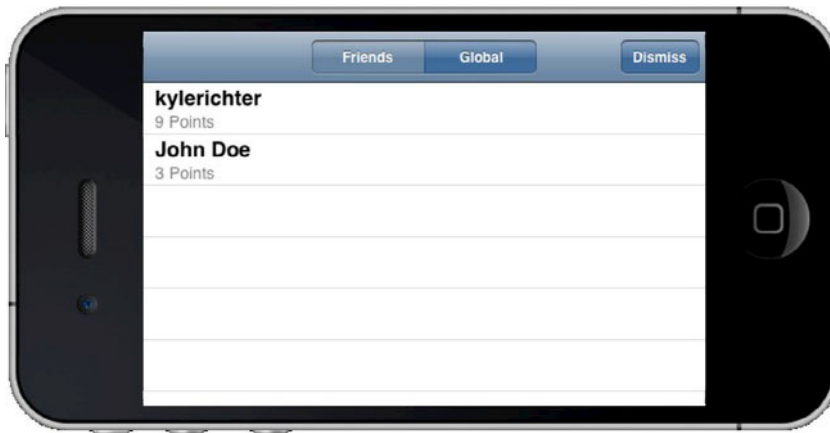 Friends Global Dismiss
kylerichter
9 Points
John Doe
3 Points